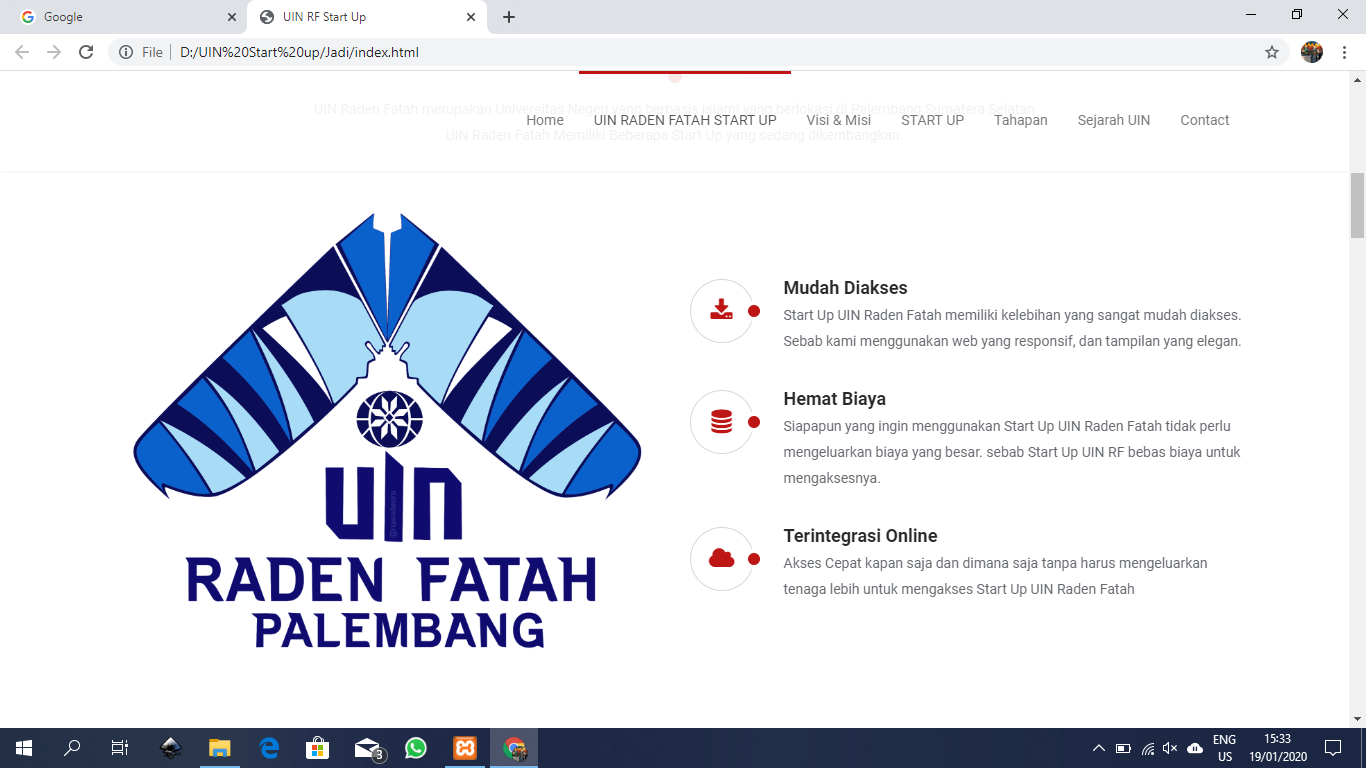 Google
UIN RF Start Up
File
D:/UIN%20Start%20up/Jadi/index.html
UIN Raden Fatah merupakan Universitas Negeri yang berbasis Islami yang berlokasi di Palembang Sumatera Selatan.
Home UIN RADEN FATAH START UP Visi & Misi START UP Tahapan Sejarah UIN Contact
UIN Raden Fatah Memiliki Beberapa Start Up yang sedang dikembangkan.
uin
RADEN FATAH
PALEMBANG
Mudah Diakses
Start Up UIN Raden Fatah memiliki kelebihan yang sangat mudah diakses.
Sebab kami menggunakan web yang responsif, dan tampilan yang elegan.
Hemat Biaya
Siapapun yang ingin menggunakan Start Up UIN Raden Fatah tidak perlu
mengeluarkan biaya yang besar. sebab Start Up UIN RF bebas biaya untuk
mengaksesnya.
Terintegrasi Online
Akses Cepat kapan saja dan dimana saja tanpa harus mengeluarkan
tenaga lebih untuk mengakses Start Up UIN Raden Fatah
3
ENG
US
15:33
19/01/2020